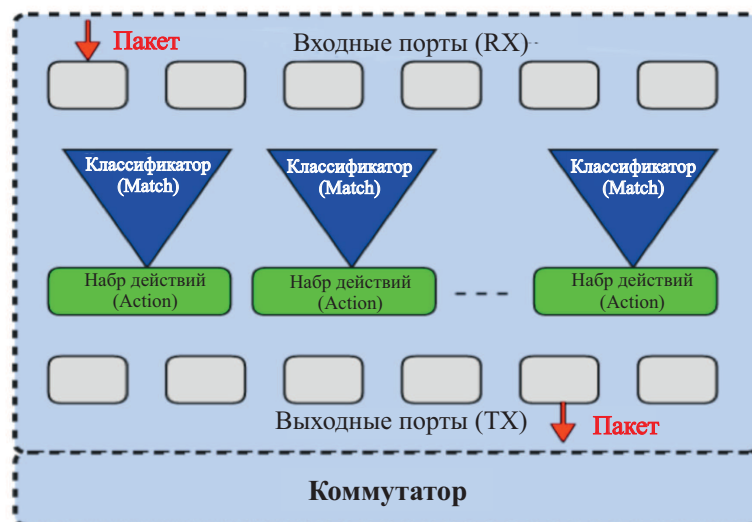 Пакет
Входные порты (RX)
Классификатор
(Match)
Классификатор
(Match)
Классификатор
(Match)
Набр действий
(Action)
Набр действий
(Action)
Набр действий
(Action)
Выходные порты (TX)
Пакет
Коммутатор